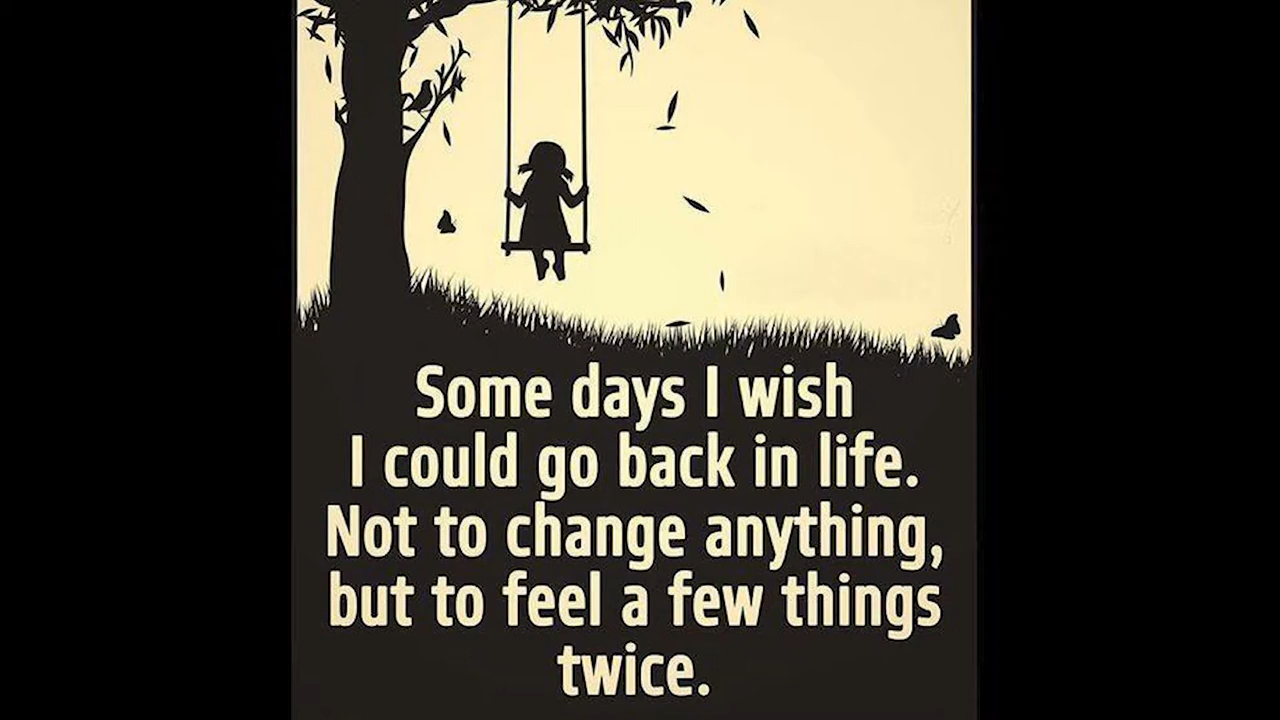 Some days I wish
I could go back in life.
Not to change anything,
but to feel a few things
twice.